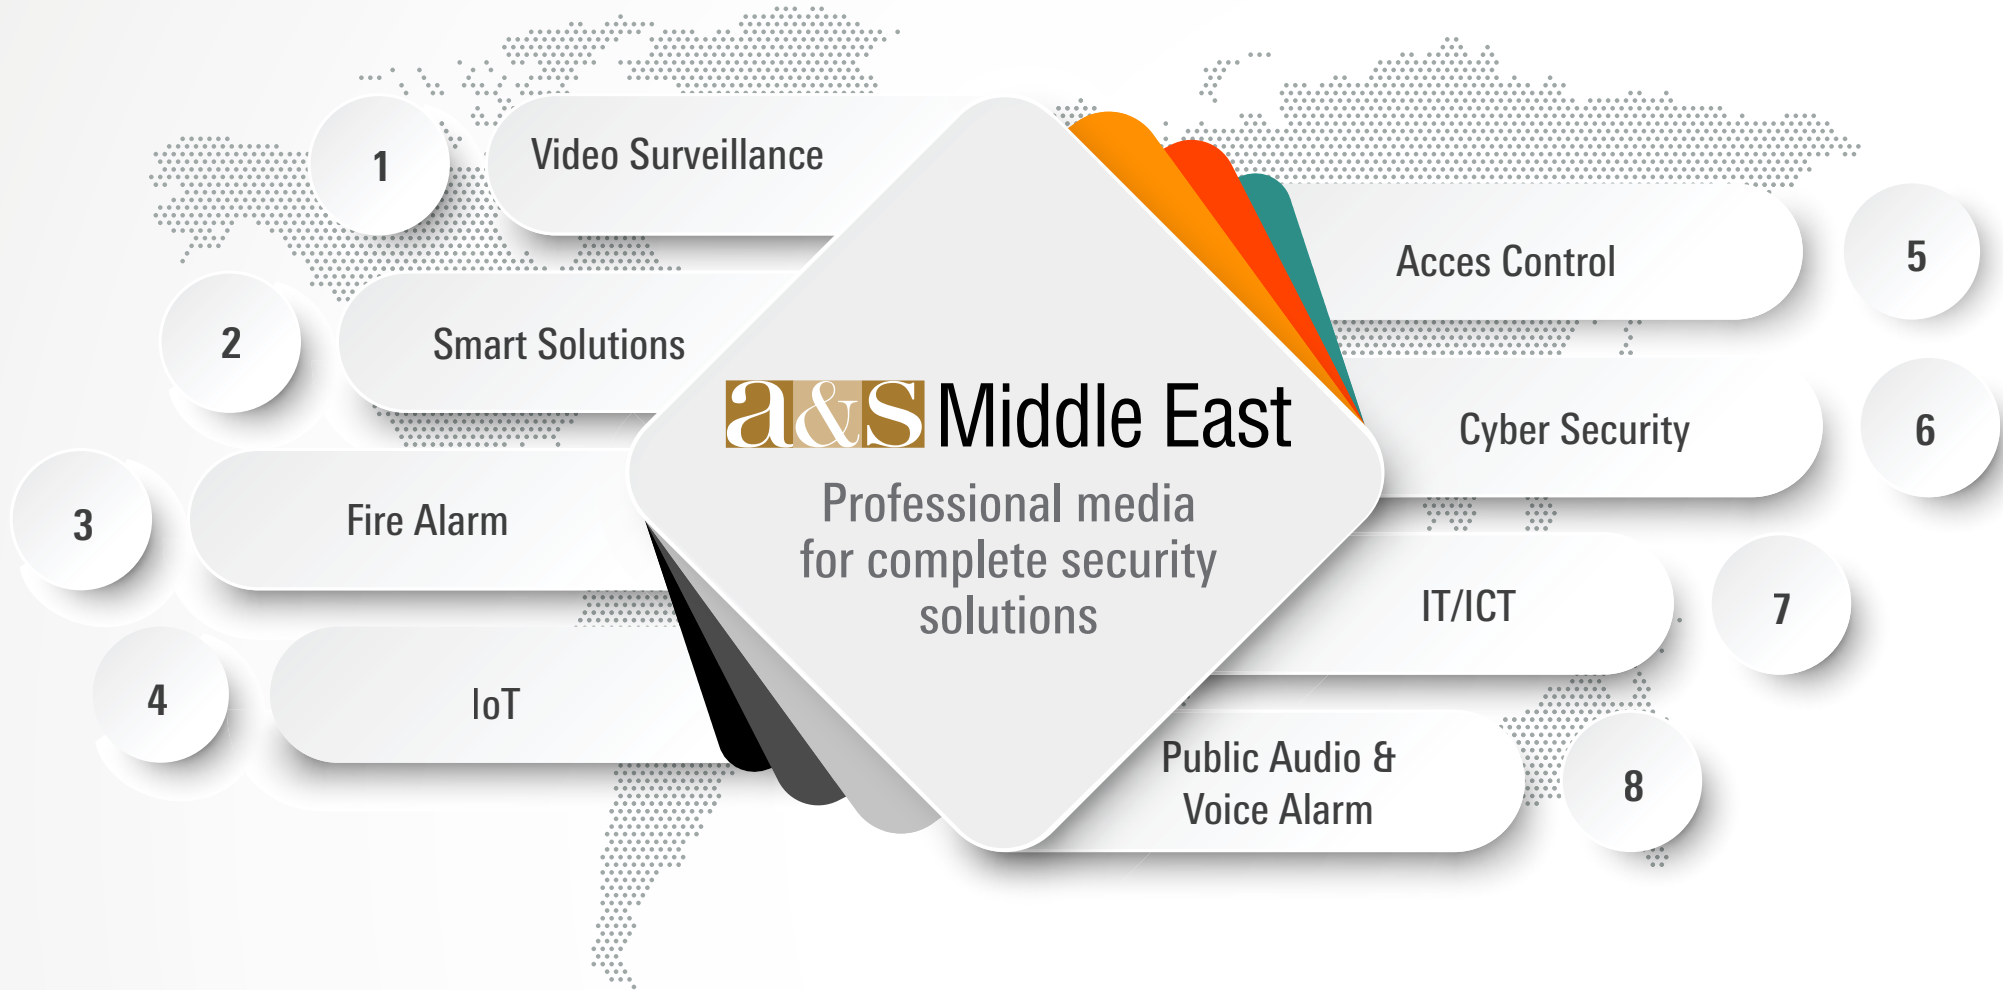 1
Video Surveillance
2
Smart Solutions
3
Fire Alarm
4
IoT
a&s Middle East
Professional media
for complete security
solutions
Acces Control
5
Cyber Security
6
IT/ICT
7
Public Audio &
Voice Alarm
8